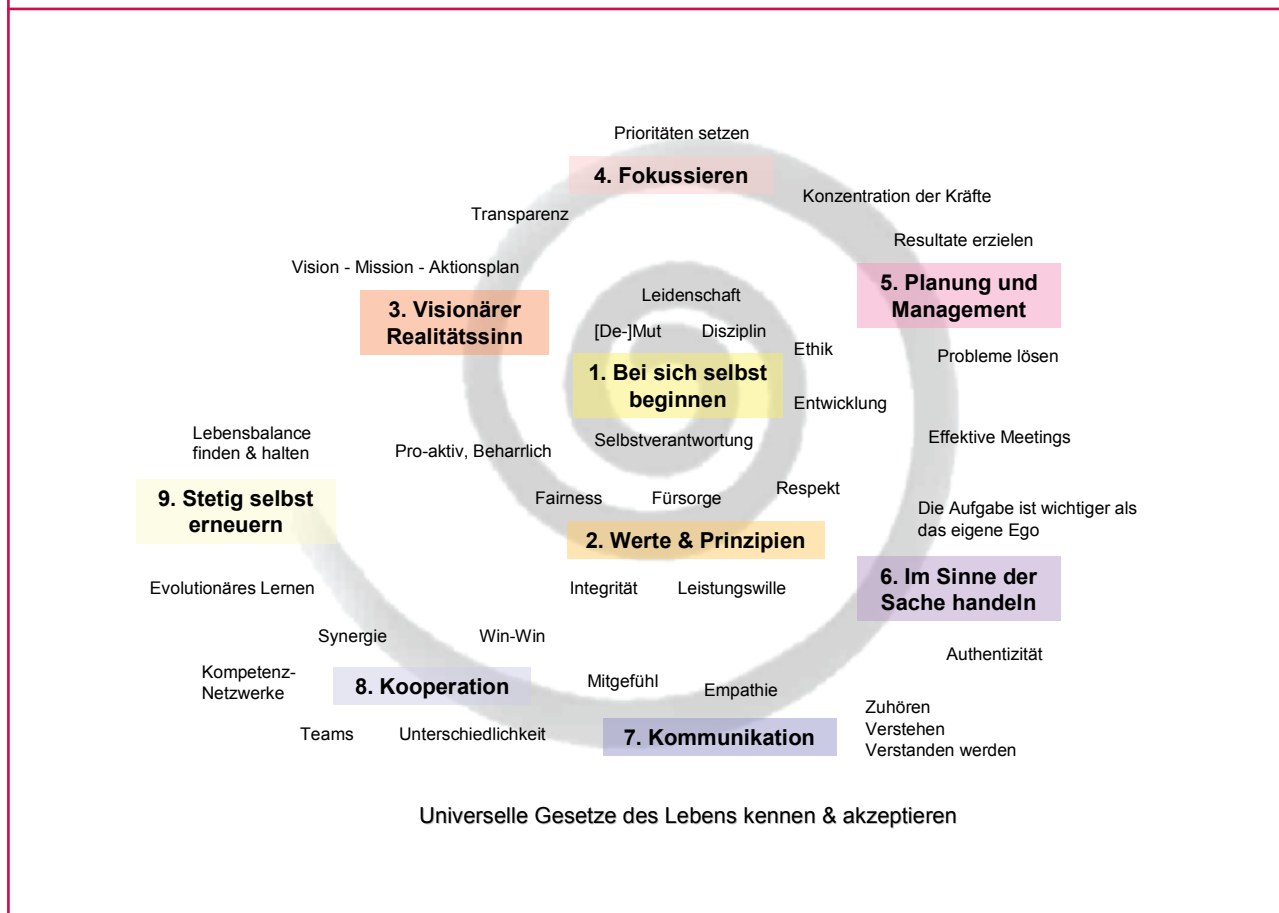 Prioritäten setzen
4. Fokussieren
Konzentration der Kräfte
Transparenz
Resultate erzielen
Vision - Mission - Aktionsplan
5. Planung und
Management
Leidenschaft
3. Visionärer
Realitätssinn
[De-]Mut
Disziplin
Ethik
Probleme lösen
1. Bei sich selbst
beginnen
Entwicklung
Lebensbalance
finden & halten
Pro-aktiv, Beharrlich
Selbstverantwortung
Effektive Meetings
9. Stetig selbst
erneuern
Fairness
Fürsorge
Respekt
Die Aufgabe ist wichtiger als
das eigene Ego
2. Werte & Prinzipien
6. Im Sinne der
Sache handeln
Evolutionäres Lernen
Integrität
Leistungswille
Synergie
Win-Win
Authentizität
Kompetenz-
Netzwerke
8. Kooperation
Mitgefühl
Empathie
Zuhören
Verstehen
Verstanden werden
Teams
Unterschiedlichkeit
7. Kommunikation
Universelle Gesetze des Lebens kennen & akzeptieren